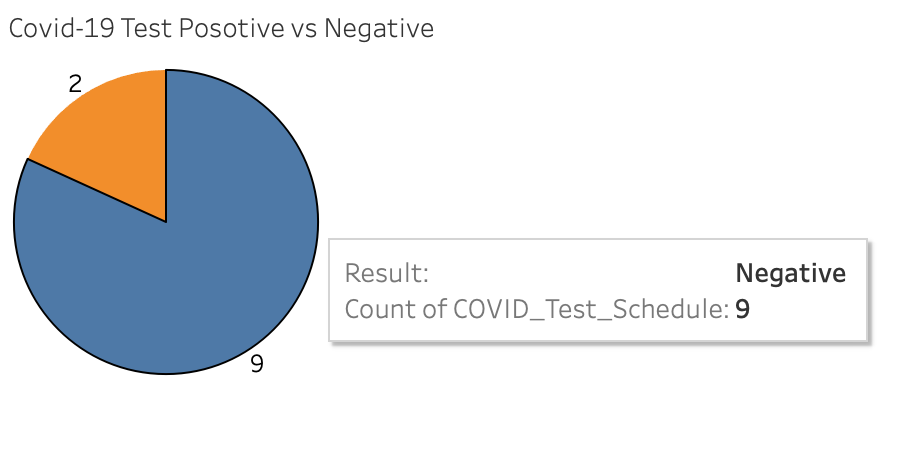 Covid-19 Test Posotive vs Negative
2
Result: Negative
Count of COVID_Test_Schedule: 9
9